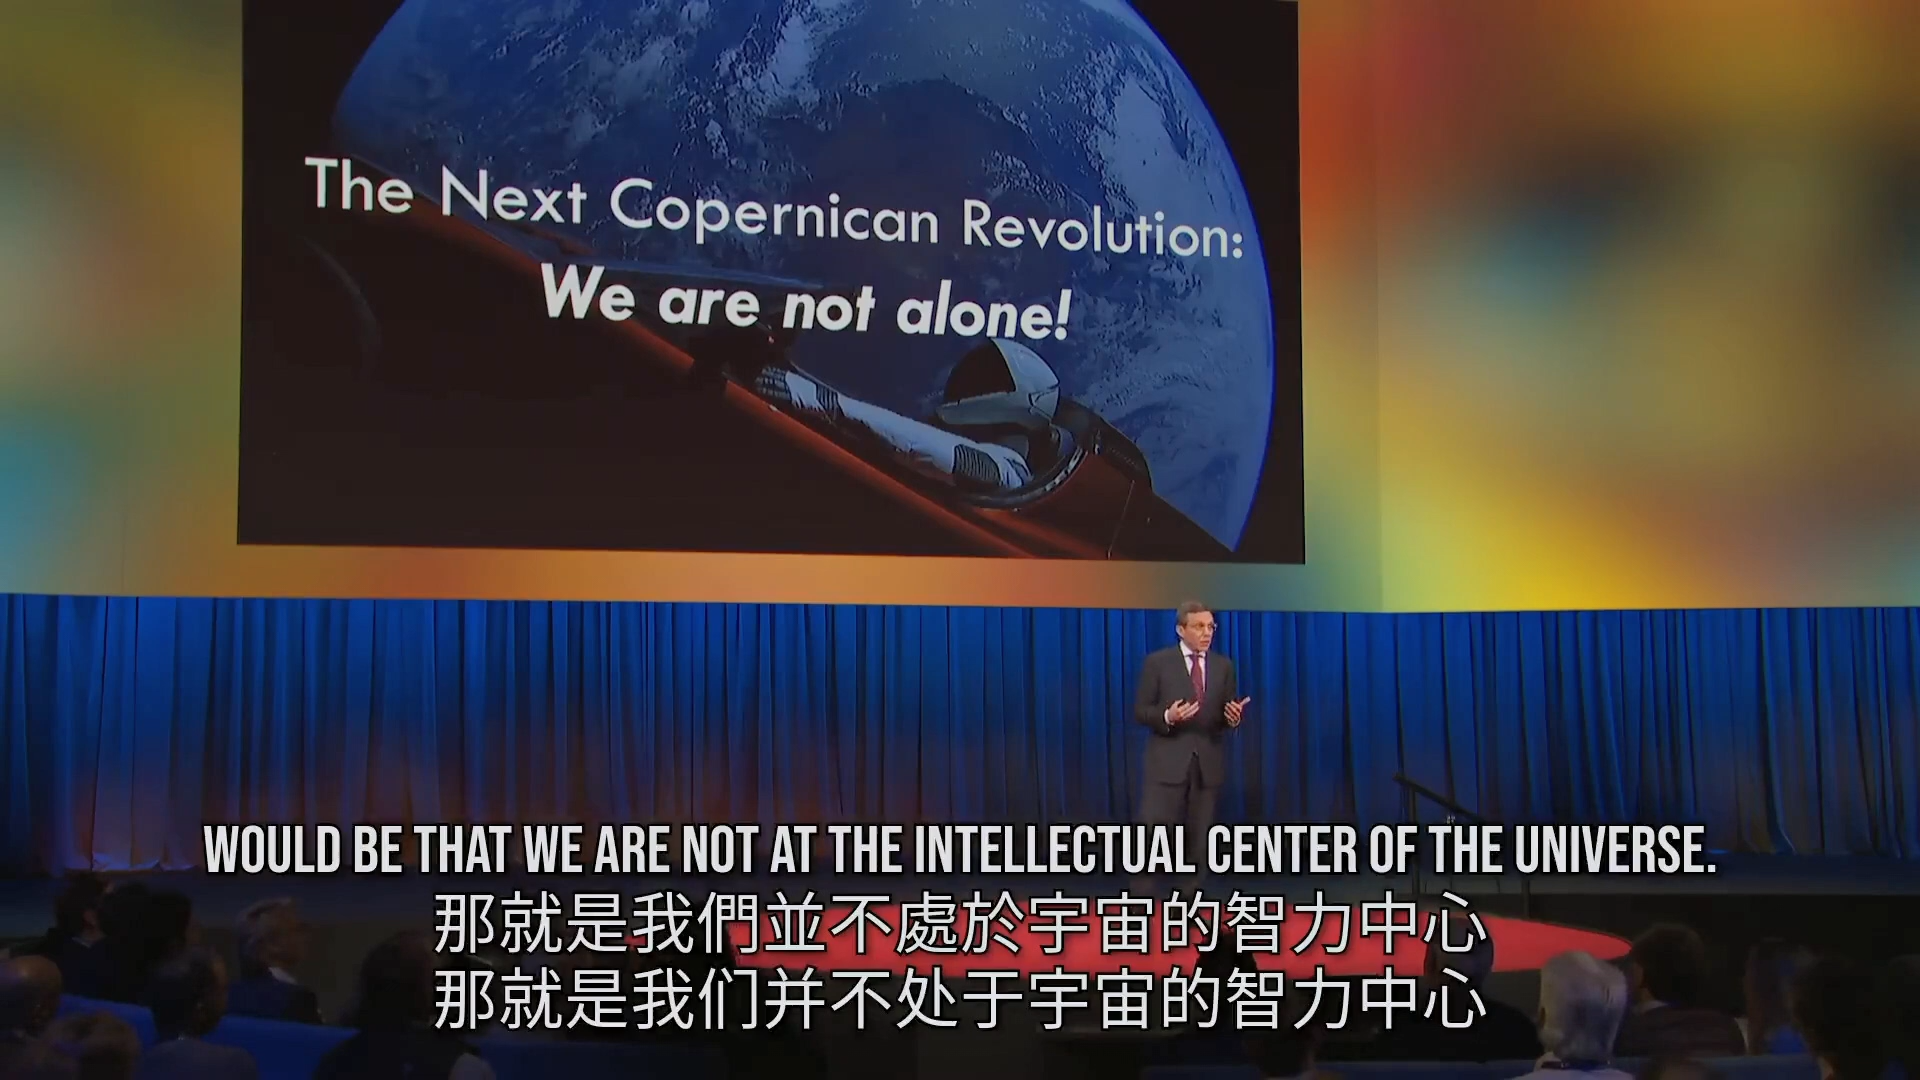 The Next Copernican Revolution:
We are not alone!
WOULD BE THAT WE ARE NOT AT THE INTELLECTUAL CENTER OF THE UNIVERSE.
那就是我們並不處於宇宙的智力中心
那就是我们并不处于宇宙的智力中心